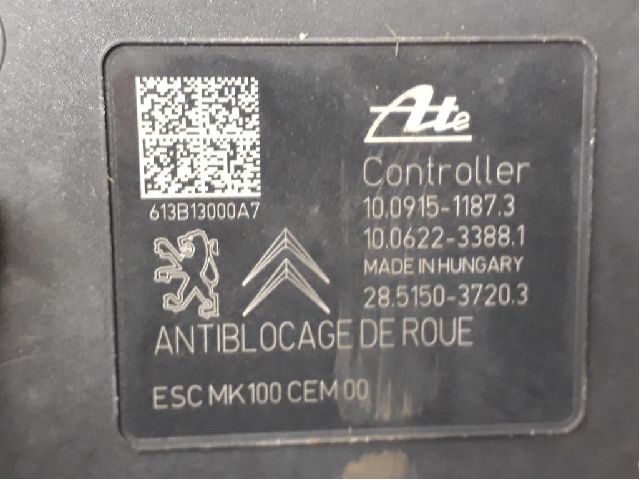 Ate
Controller
613B13000A7
10.0915-1187.3
10.0622-3388.1
MADE IN HUNGARY
28.5150-3720.3
ANTIBLOCAGE DE ROUE
ESC MK100 CEM 00